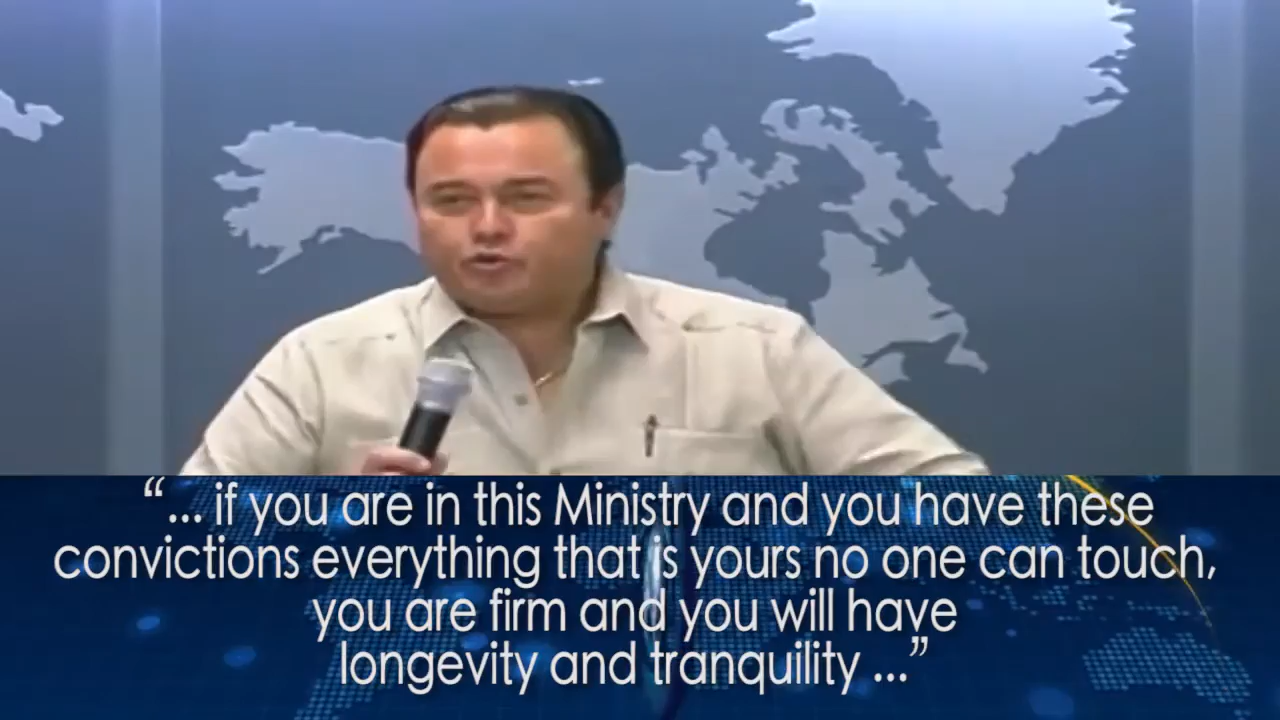 “... if you are in this Ministry and you have these
convictions everything that is yours no one can touch,
you are firm and you will have
longevity and tranquility ...”